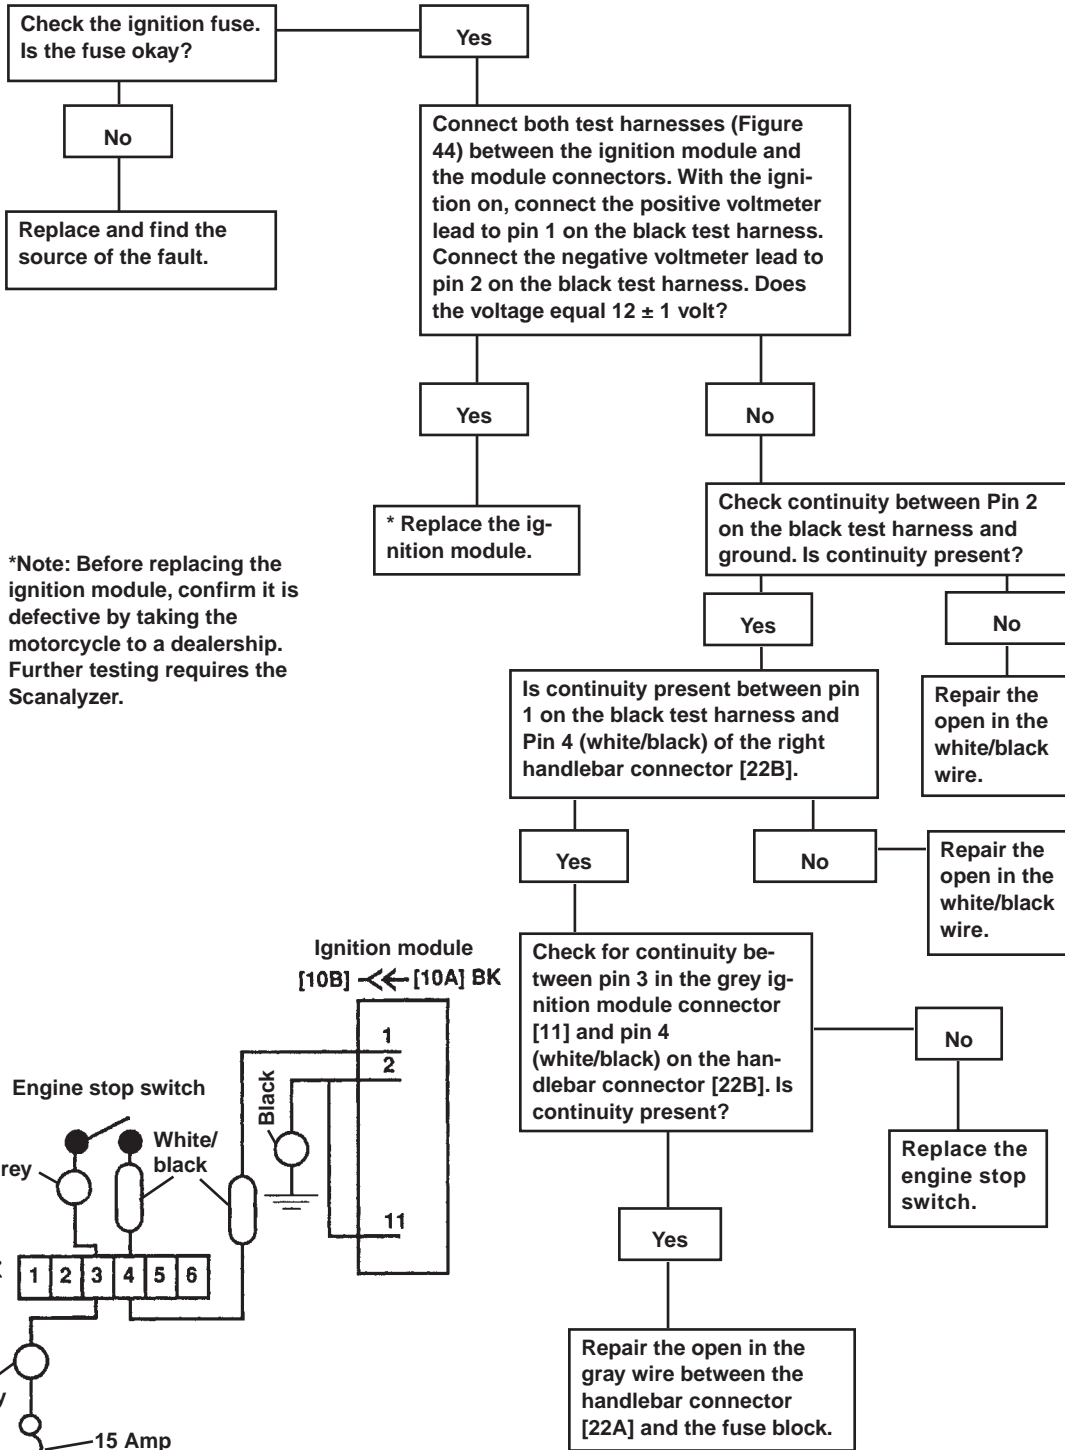 Check the ignition fuse.
Is the fuse okay?
Yes
No
Replace and find the
source of the fault.
Connect both test harnesses (Figure
44) between the ignition module and
the module connectors. With the igni-
tion on, connect the positive voltmeter
lead to pin 1 on the black test harness.
Connect the negative voltmeter lead to
pin 2 on the black test harness. Does
the voltage equal 12 ± 1 volt?
Yes
No
* Replace the ig-
nition module.
*Note: Before replacing the
ignition module, confirm it is
defective by taking the
motorcycle to a dealership.
Further testing requires the
Scanalyzer.
Check continuity between Pin 2
on the black test harness and
ground. Is continuity present?
Yes
No
Repair the
open in the
white/black
wire.
Is continuity present between pin
1 on the black test harness and
Pin 4 (white/black) of the right
handlebar connector [22B].
Yes
No
Repair the
open in the
white/black
wire.
Check for continuity be-
tween pin 3 in the grey ig-
nition module connector
[11] and pin 4
(white/black) on the han-
dlebar connector [22B]. Is
continuity present?
No
Replace the
engine stop
switch.
Yes
Repair the open in the
gray wire between the
handlebar connector
[22A] and the fuse block.
Ignition module
[10B] [10A] BK
1
2
11
Black
Engine stop switch
White/
black
rey
1 2 3 4 5 6
y
15 Amp